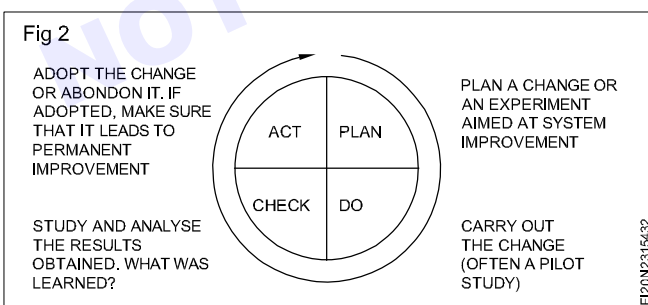 Fig 2
ADOPT THE CHANGE
OR ABONDON IT. IF
ADOPTED, MAKE SURE
THAT IT LEADS TO
PERMANENT
IMPROVEMENT
ACT
PLAN
PLAN A CHANGE OR
AN EXPERIMENT
AIMED AT SYSTEM
IMPROVEMENT
STUDY AND ANALYSE
THE RESULTS
OBTAINED. WHAT WAS
LEARNED?
CHECK
DO
CARRY OUT
THE CHANGE
(OFTEN A PILOT
STUDY)
FI20N2315432
NOT